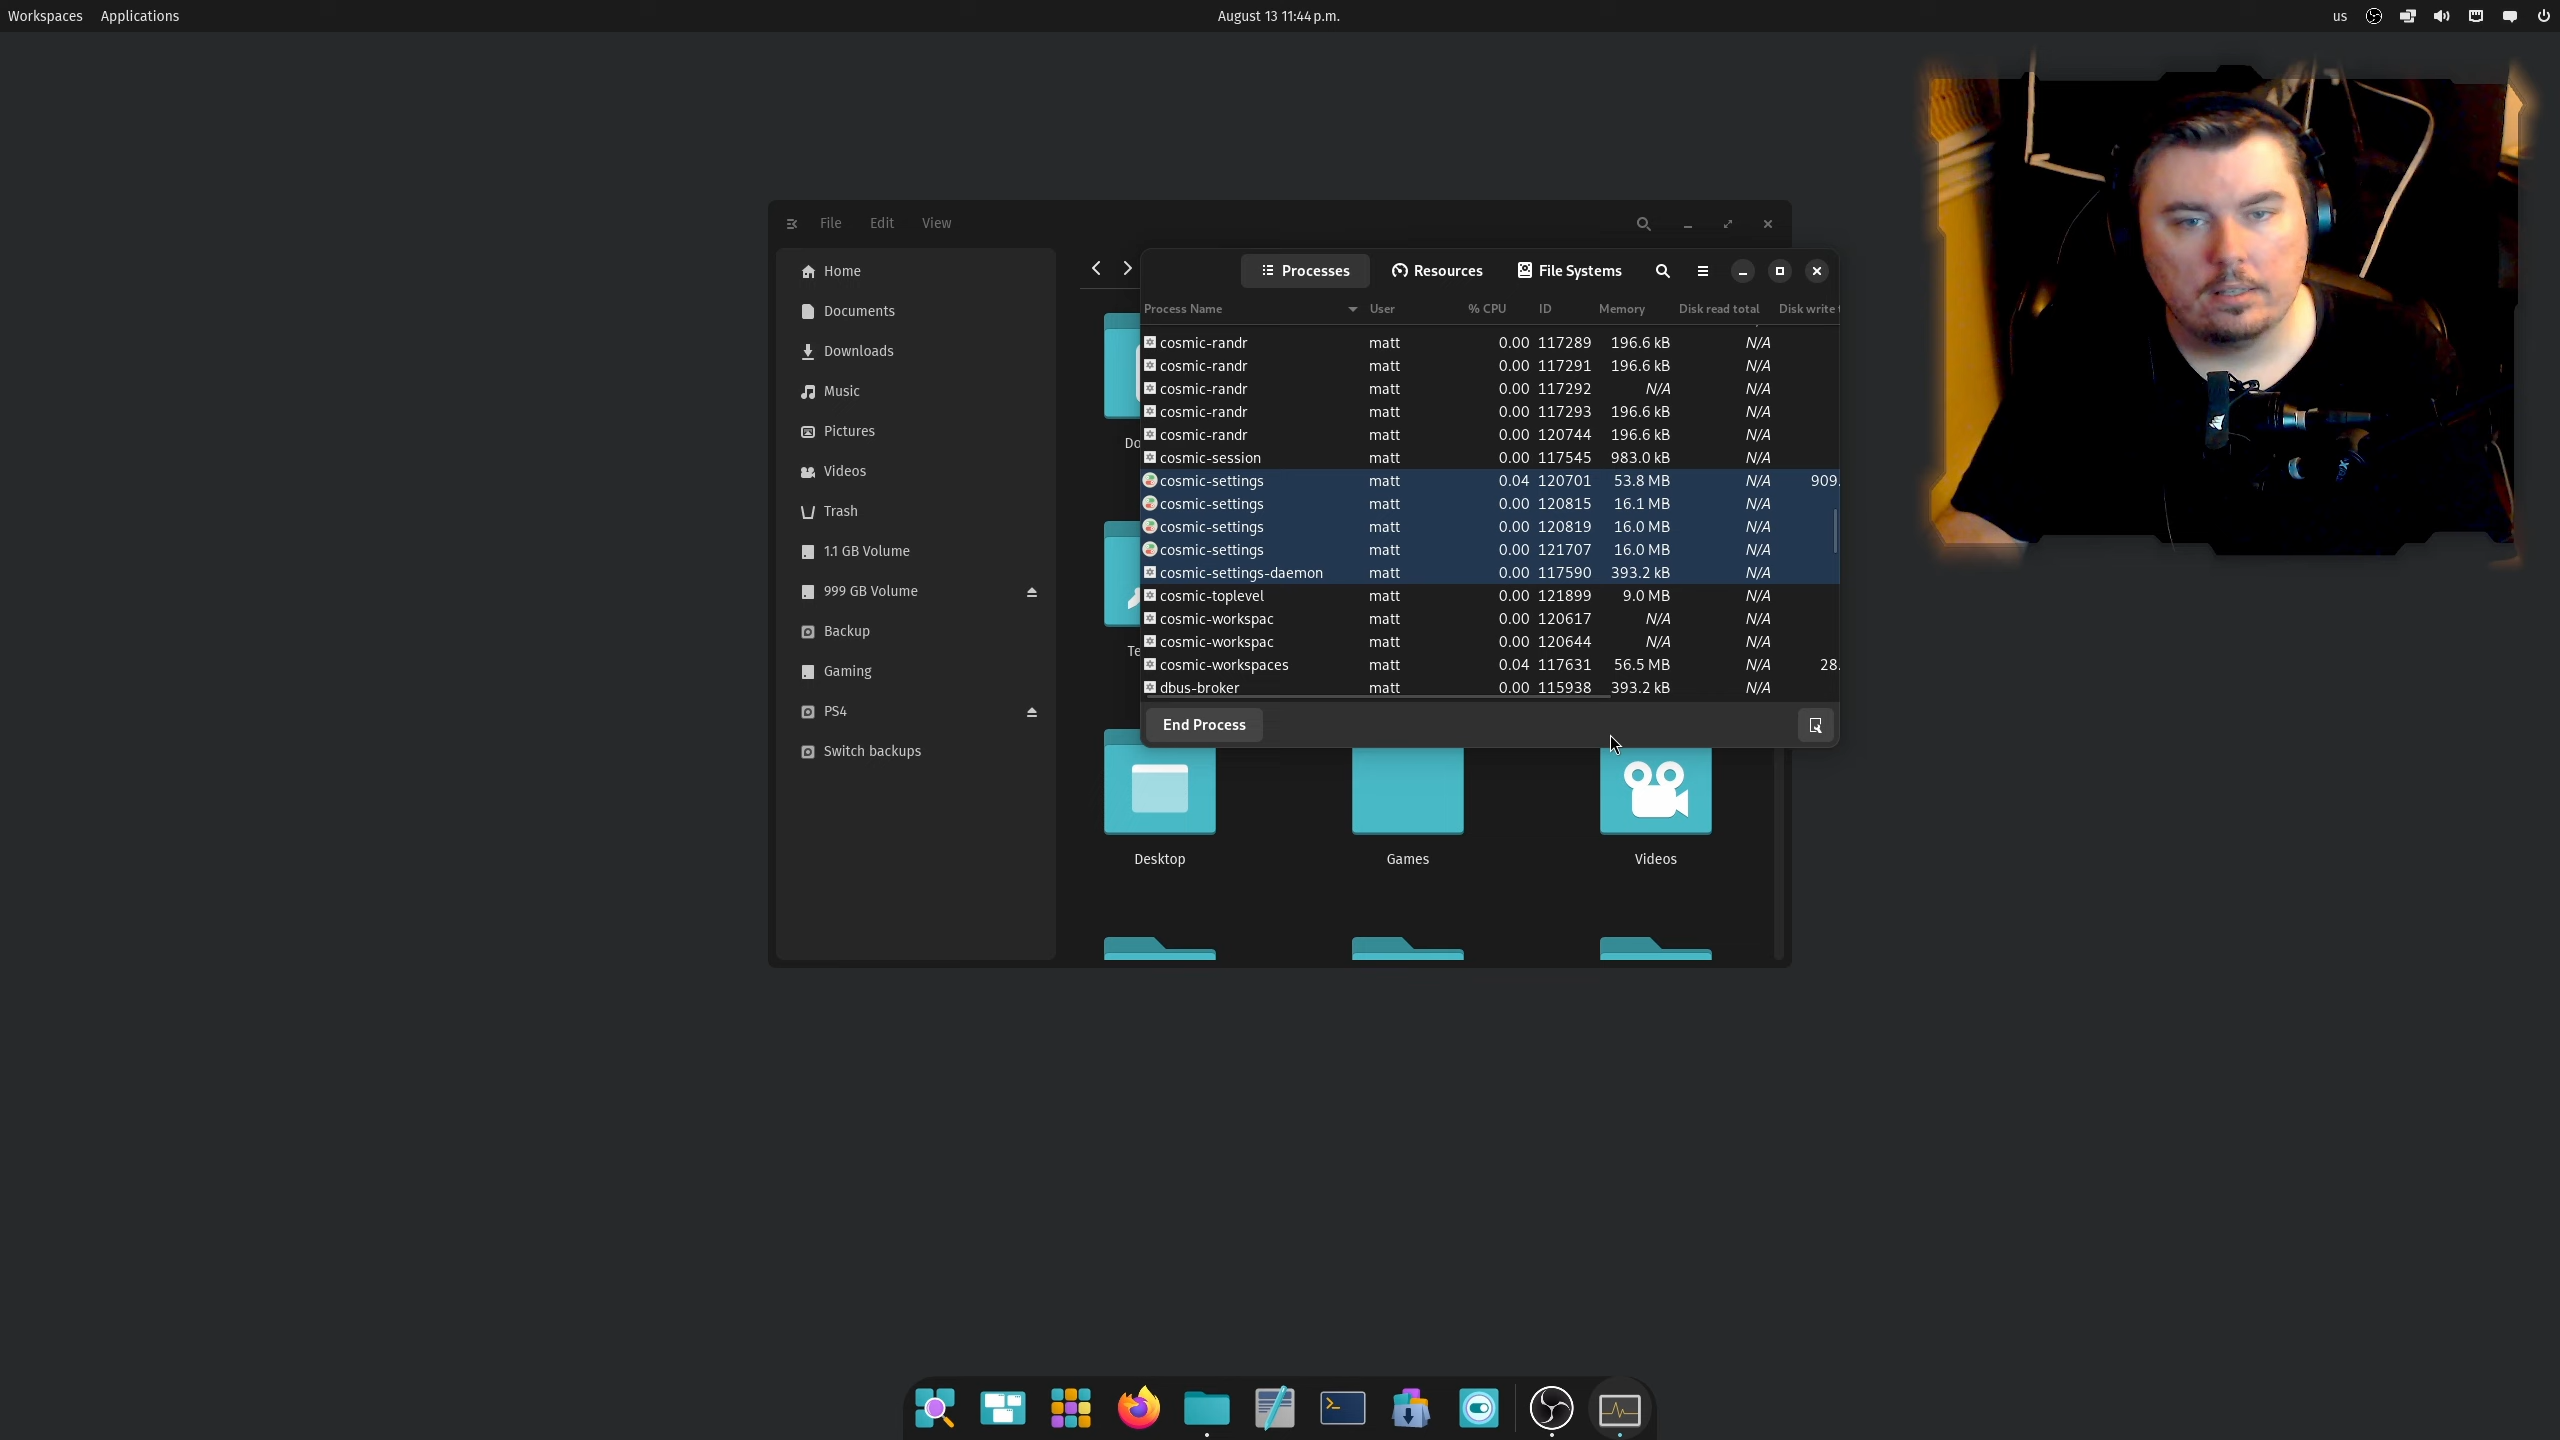 Workspaces Applications August 13 11:44 p.m. us
File Edit View
Home
Documents
Downloads
Music
Pictures
Videos
Trash
1.1 GB Volume
999 GB Volume
Backup
Gaming
PS4
Switch backups
Do
Te
Processes Resources File Systems
Process Name User % CPU ID Memory Disk read total Disk write t
cosmic-randr matt 0.00 117289 196.6 kB N/A
cosmic-randr matt 0.00 117291 196.6 kB N/A
cosmic-randr matt 0.00 117292 N/A N/A
cosmic-randr matt 0.00 117293 196.6 kB N/A
cosmic-randr matt 0.00 120744 196.6 kB N/A
cosmic-session matt 0.00 117545 983.0 kB N/A
cosmic-settings matt 0.04 120701 53.8 MB N/A 909.
cosmic-settings matt 0.00 120815 16.1 MB N/A
cosmic-settings matt 0.00 120819 16.0 MB N/A
cosmic-settings matt 0.00 121707 16.0 MB N/A
cosmic-settings-daemon matt 0.00 117590 393.2 kB N/A
cosmic-toplevel matt 0.00 121899 9.0 MB N/A
cosmic-workspac matt 0.00 120617 N/A N/A
cosmic-workspac matt 0.00 120644 N/A N/A
cosmic-workspaces matt 0.04 117631 56.5 MB N/A 28.
dbus-broker matt 0.00 115938 393.2 kB N/A
End Process
Desktop Games Videos